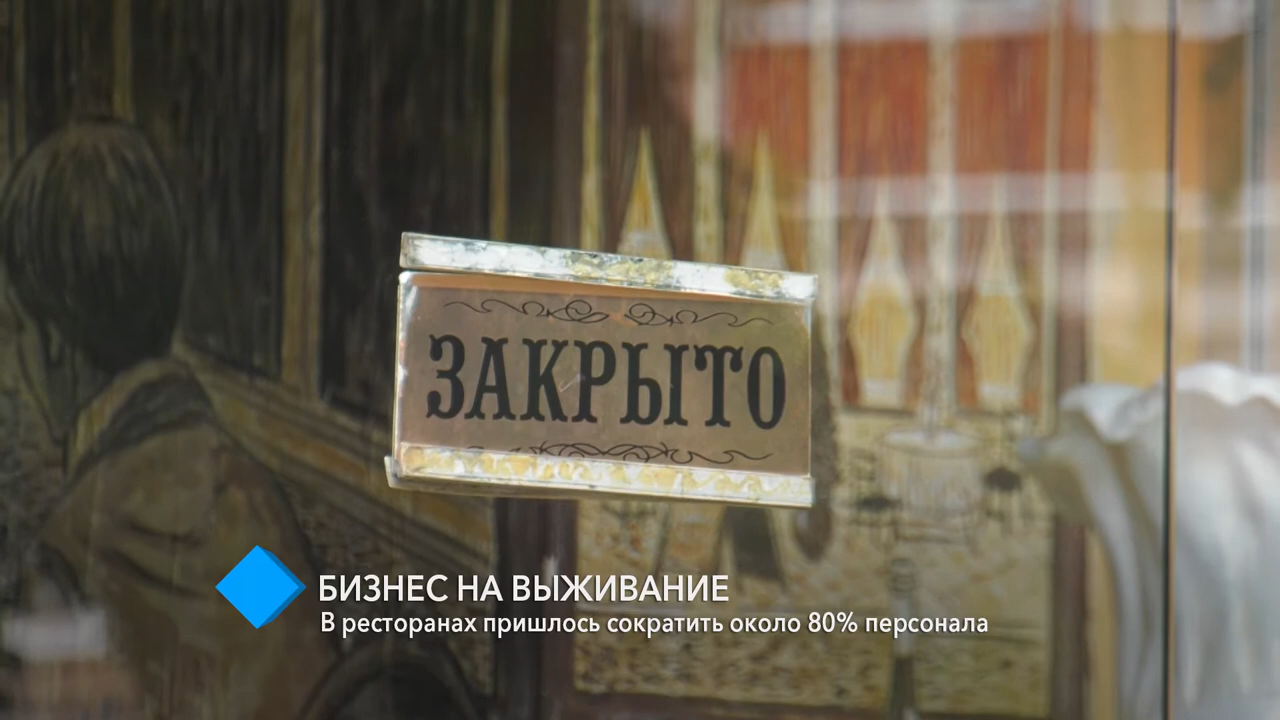 ЗАКРЫТО
БИЗНЕС НА ВЫЖИВАНИЕ
В ресторанах пришлось сократить около 80% персонала